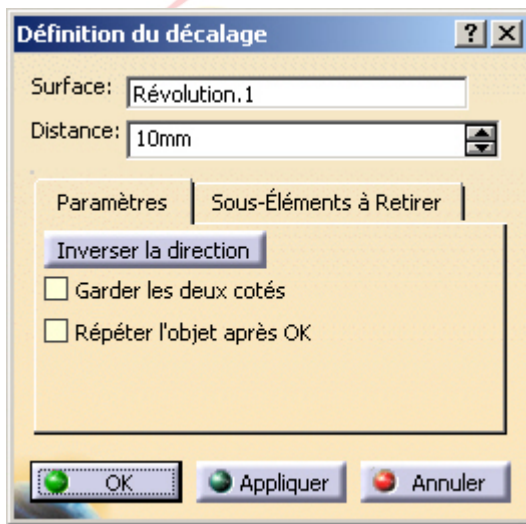 Définition du décalage
Surface: Révolution.1
Distance: 10mm
Paramètres Sous-Éléments à Retirer
Inverser la direction
Garder les deux cotés
Répéter l'objet après OK
OK Appliquer Annuler